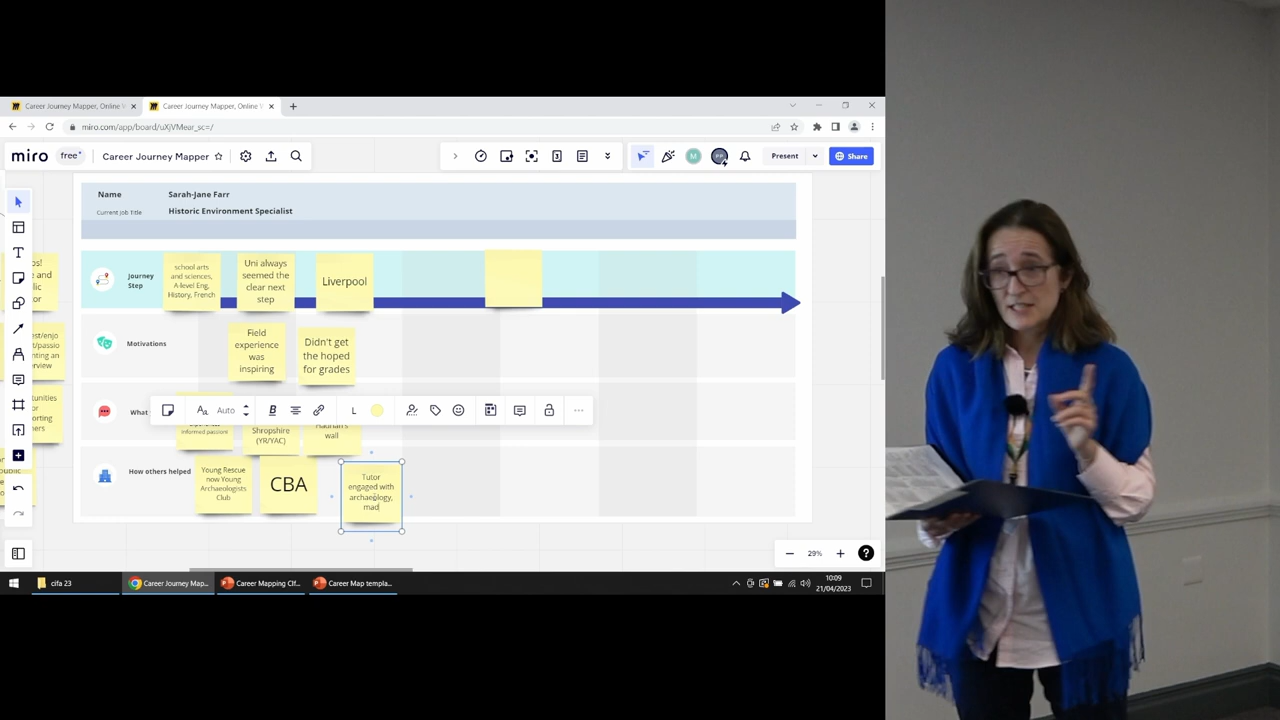 Career Journey Mapper, Online
Career Journey Mapper, Online
miro.com/app/board/uXjVMear_sc=/
miro
free
Career Journey Mapper
Present
Share
Name
Sarah-Jane Farr
Current Job Title
Historic Environment Specialist
Journey
Step
school arts
and sciences,
A-level Eng,
History, French
Uni always
seemed the
clear next
step
Liverpool
Motivations
Field
experience
was
inspiring
Didn't get
the hoped
for grades
What
Auto
B
L
informed passion
Shropshire
(YR/YAC)
wall
How others helped
Young Rescue
now Young
Archaeologists
Club
CBA
Tutor
engaged with
archaeology,
mad
29%
cifa 23
Career Journey Map...
Career Mapping CIf...
Career Map templa...
10:09
21/04/2023